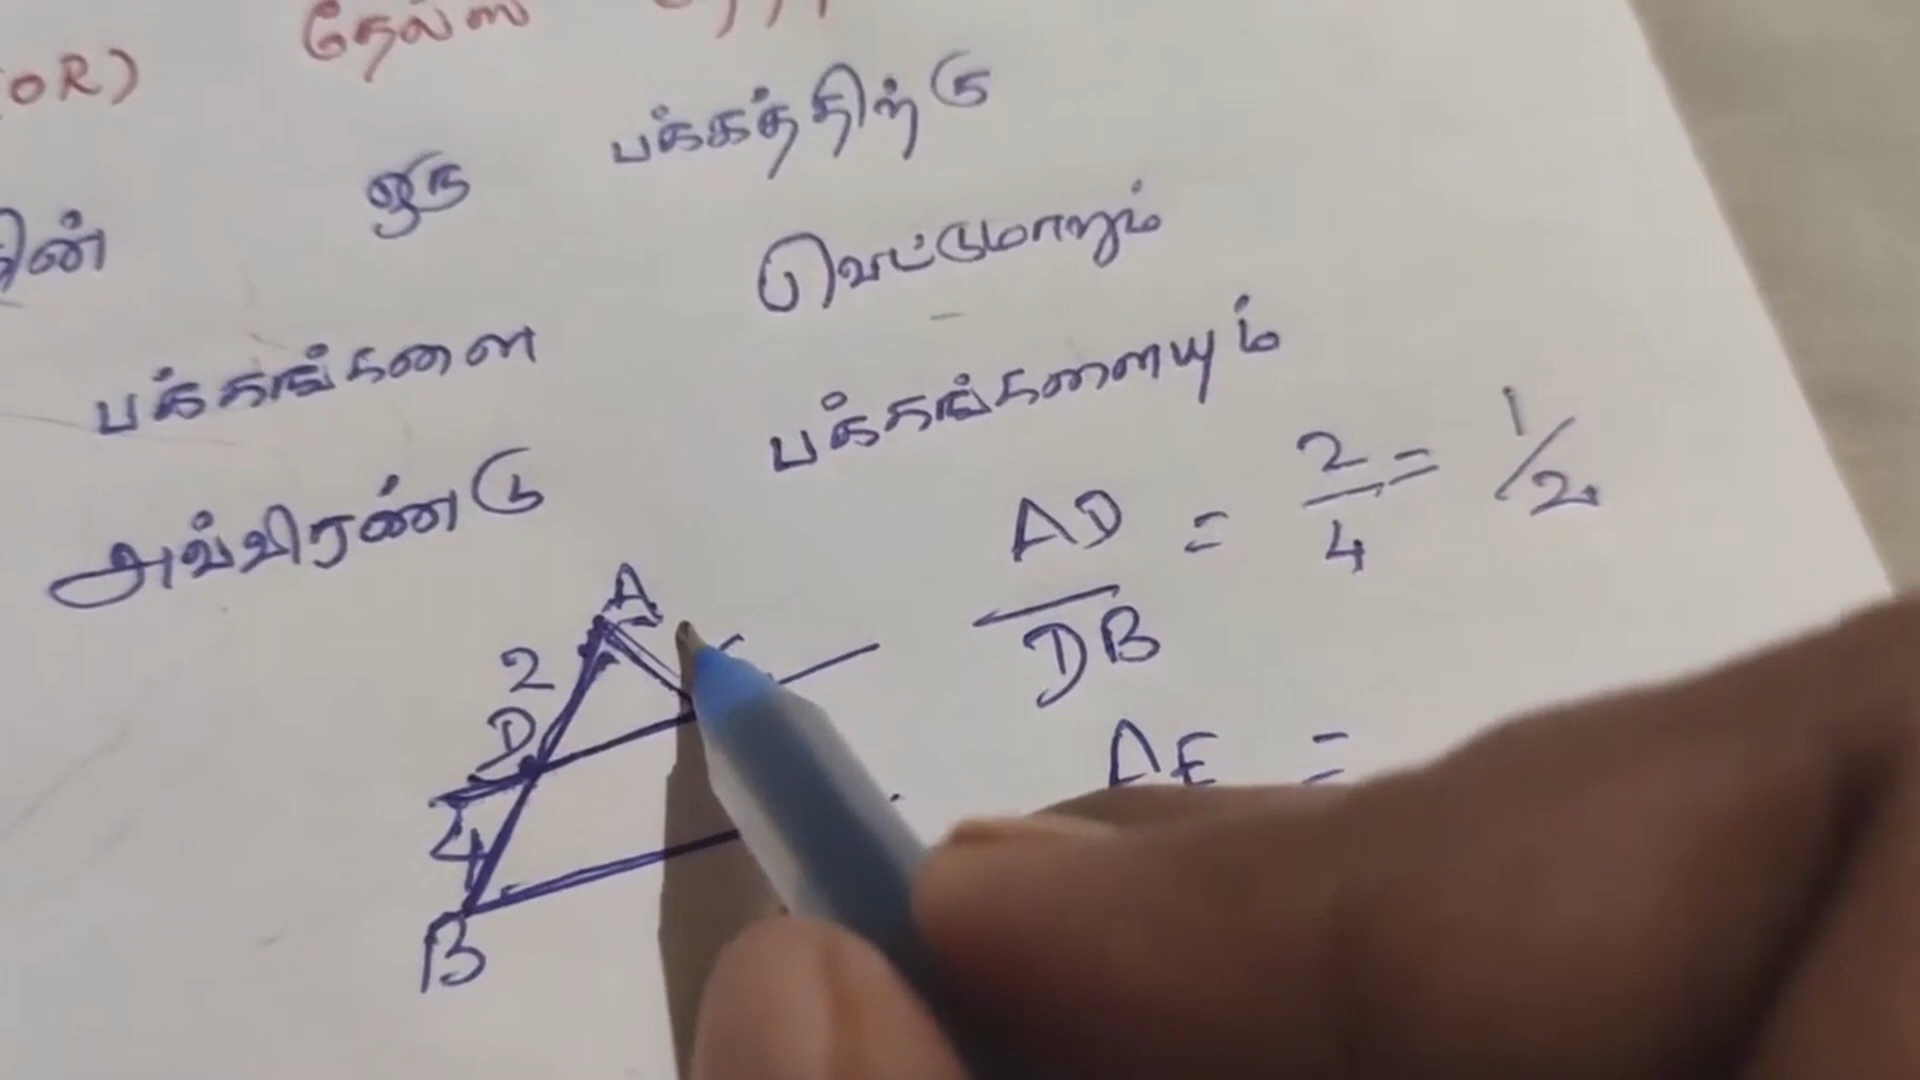 (OR) தேல்ஸ்
ஒரு பக்கத்திற்கு
வெட்டுமாறும்
பக்கங்களை பக்கங்களையும்
அவ்விரண்டு
AD = 2/4 = 1/2
DB
A
2
D
AE =
4
B